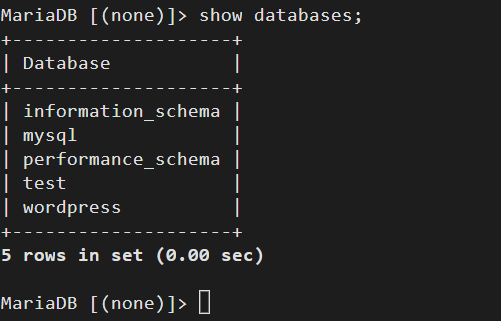 MariaDB [(none)]> show databases;
+--------------------+
| Database           |
+--------------------+
| information_schema |
| mysql              |
| performance_schema |
| test               |
| wordpress          |
+--------------------+
5 rows in set (0.00 sec)
MariaDB [(none)]>